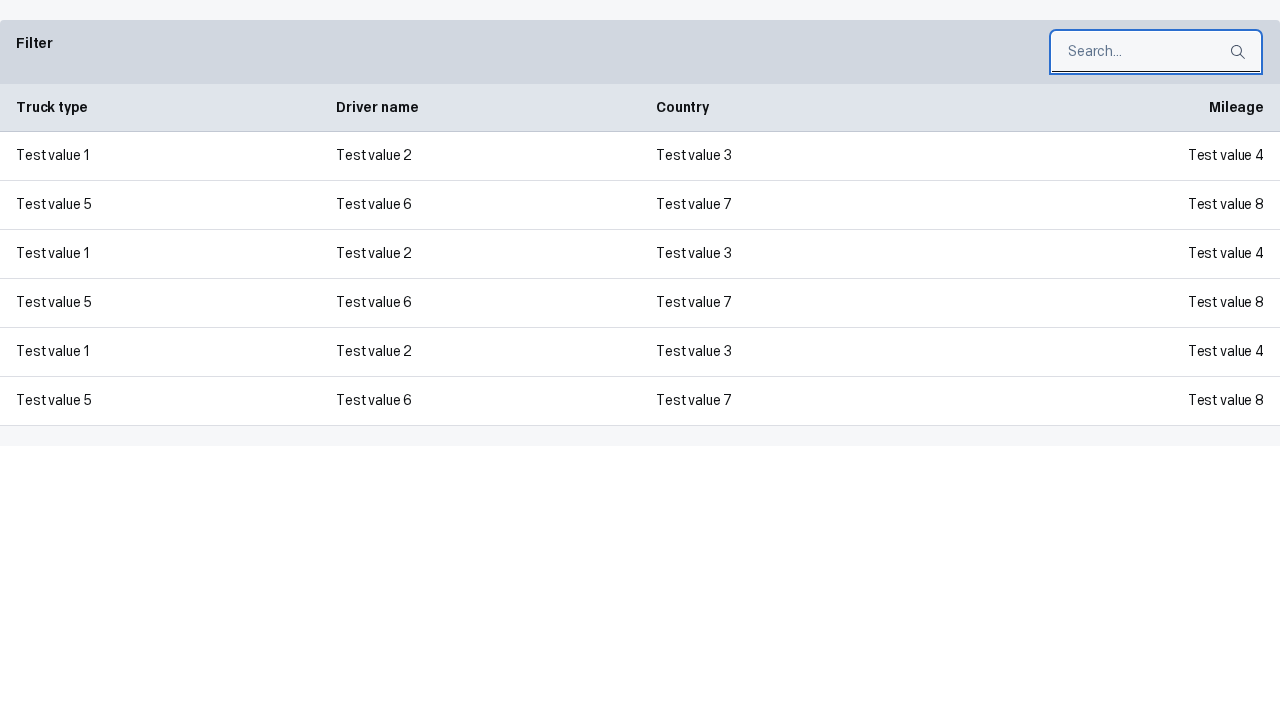 Filter
Search...
Truck type Driver name Country Mileage
Test value 1 Test value 2 Test value 3 Test value 4
Test value 5 Test value 6 Test value 7 Test value 8
Test value 1 Test value 2 Test value 3 Test value 4
Test value 5 Test value 6 Test value 7 Test value 8
Test value 1 Test value 2 Test value 3 Test value 4
Test value 5 Test value 6 Test value 7 Test value 8